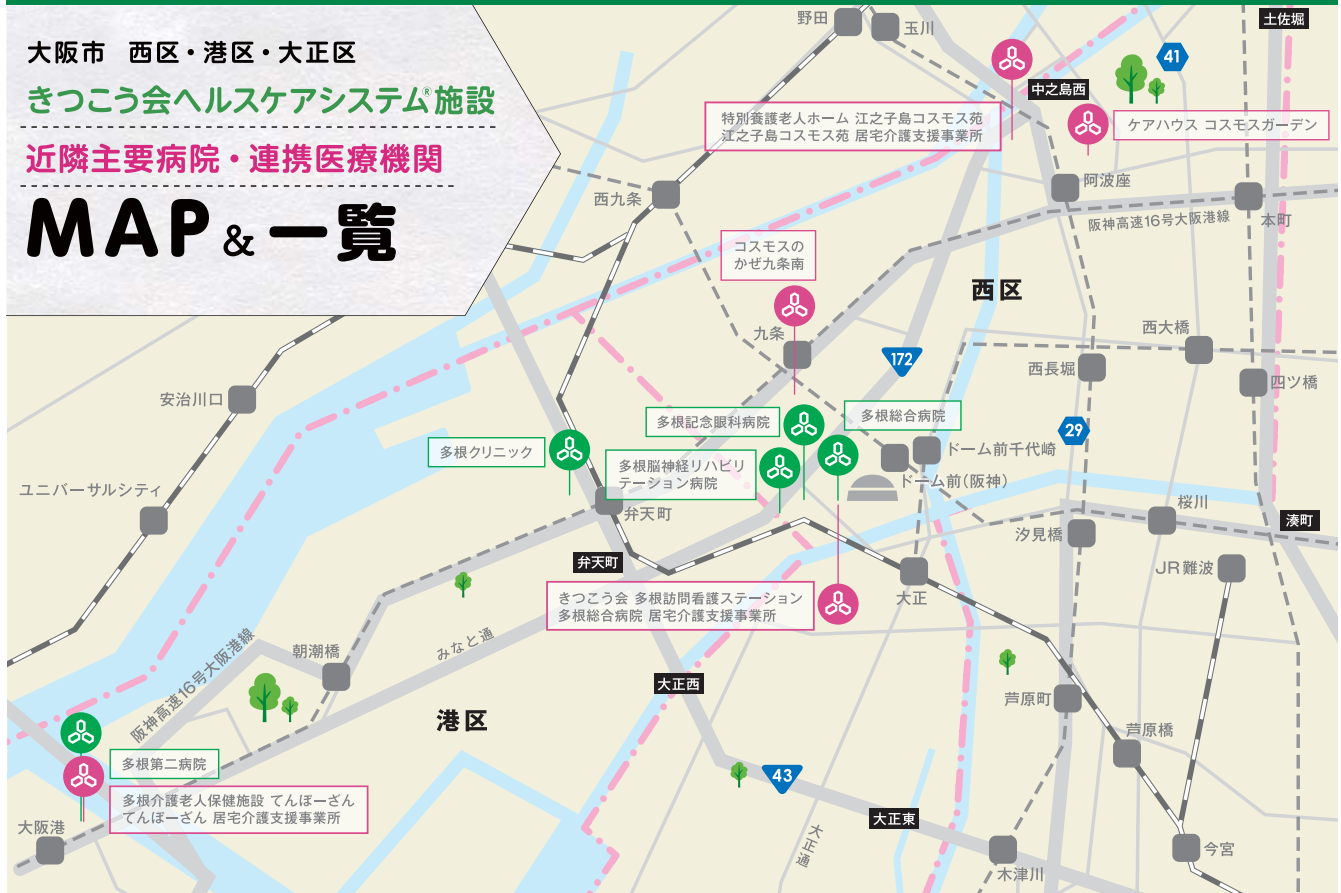 大阪市 西区・港区・大正区
きつこう会ヘルスケアシステム®施設
近隣主要病院・連携医療機関
MAP & 一覧
野田
玉川
土佐堀
41
中之島西
特別養護老人ホーム 江之子島コスモス苑
江之子島コスモス苑 居宅介護支援事業所
ケアハウス コスモスガーデン
阿波座
西九条
阪神高速16号大阪港線
本町
コスモスの
かぜ九条南
西区
九条
172
西大橋
西長堀
四ツ橋
安治川口
多根記念眼科病院
多根総合病院
29
多根クリニック
ドーム前千代崎
多根脳神経リハビリ
テーション病院
ドーム前(阪神)
ユニバーサルシティ
弁天町
桜川
湊町
汐見橋
弁天町
JR難波
きつこう会 多根訪問看護ステーション
多根総合病院 居宅介護支援事業所
大正
みなと通
朝潮橋
阪神高速16号大阪港線
大正西
芦原町
港区
芦原橋
多根第二病院
43
多根介護老人保健施設 てんぽーざん
てんぽーざん 居宅介護支援事業所
大正東
大阪港
大正通
今宮
木津川